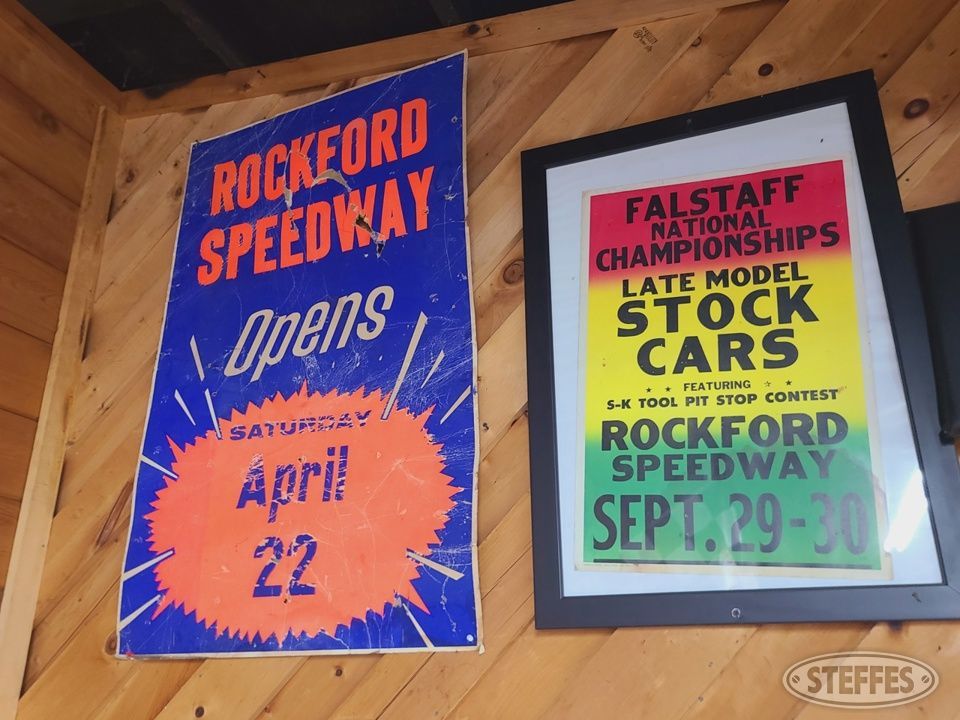 ROCKFORD
SPEEDWAY
Opens
SATURDAY
April
22
FALSTAFF
NATIONAL
CHAMPIONSHIPS
LATE MODEL
STOCK
CARS
FEATURING
S-K TOOL PIT STOP CONTEST
ROCKFORD
SPEEDWAY
SEPT. 29-30
STEFFES